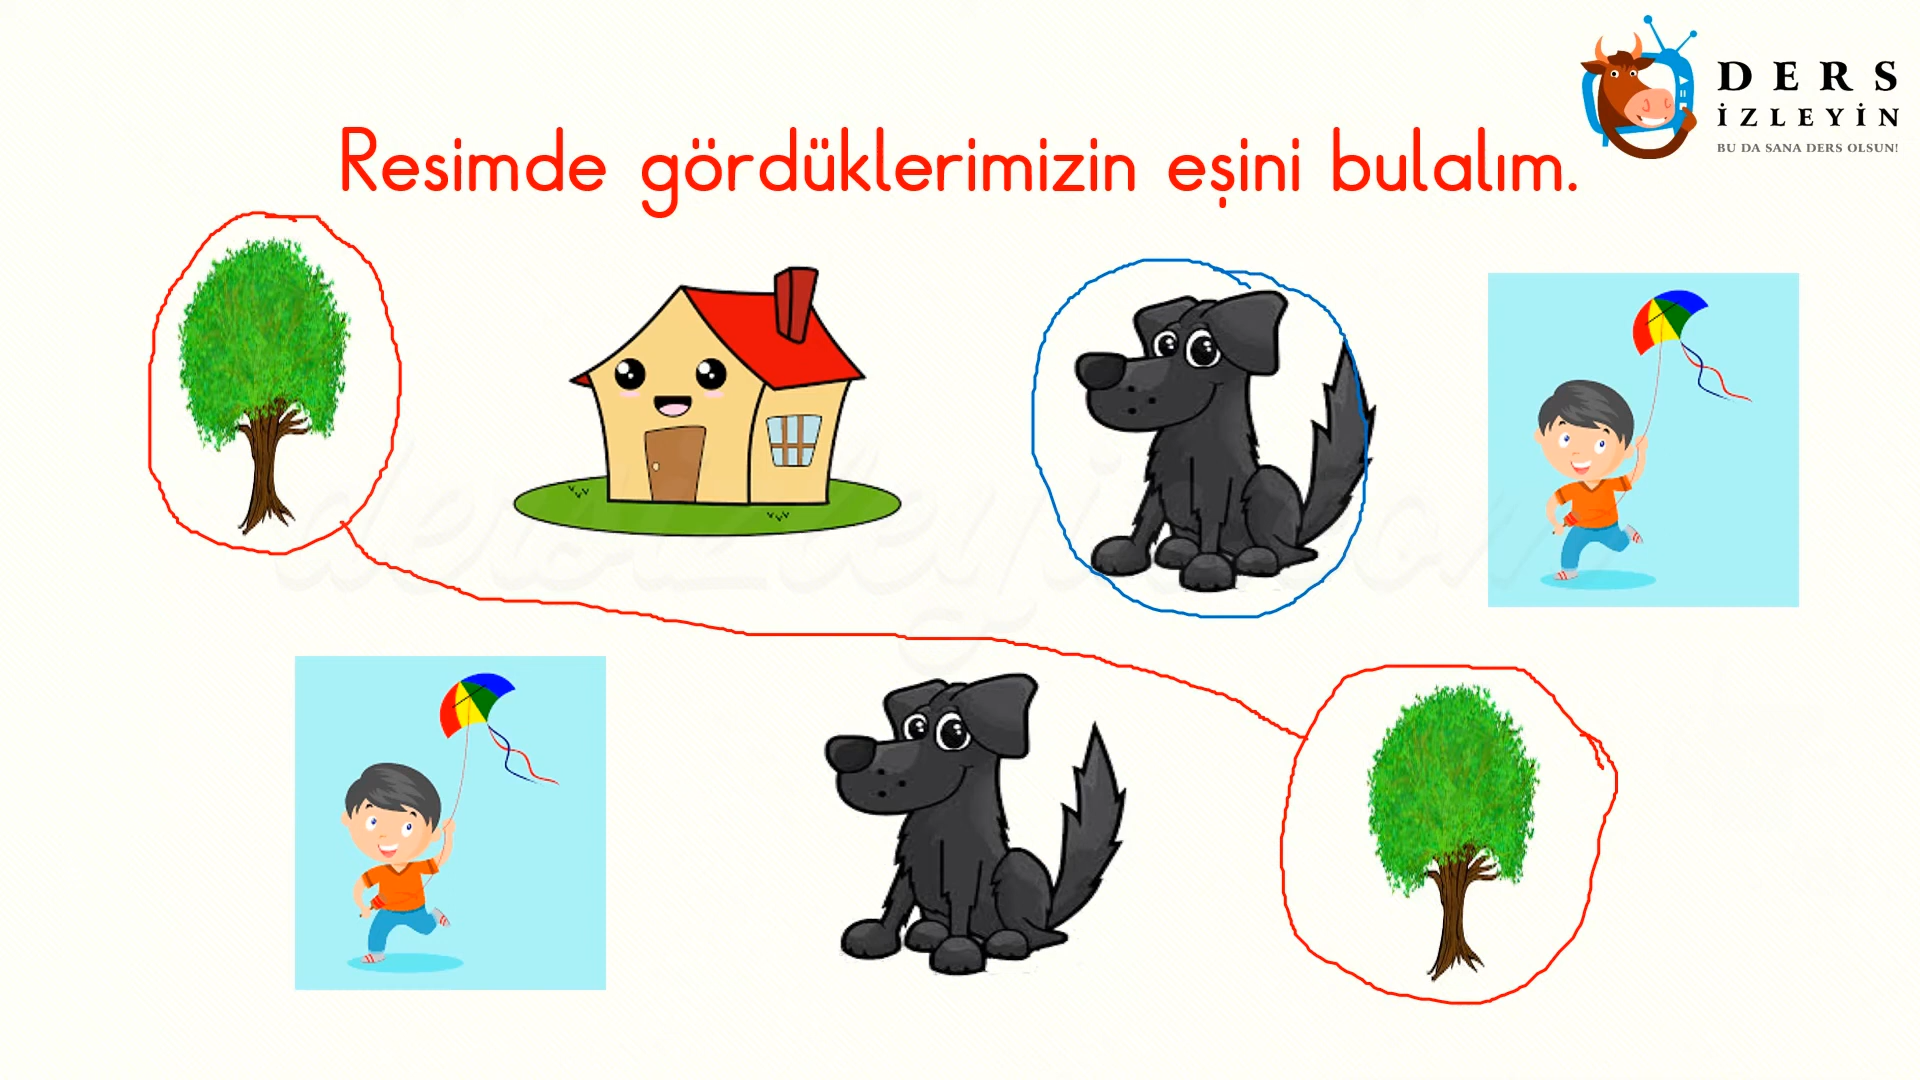 DERS
İZLEYİN
BU DA SANA DERS OLSUN!
Resimde gördüklerimizin eşini bulalım.